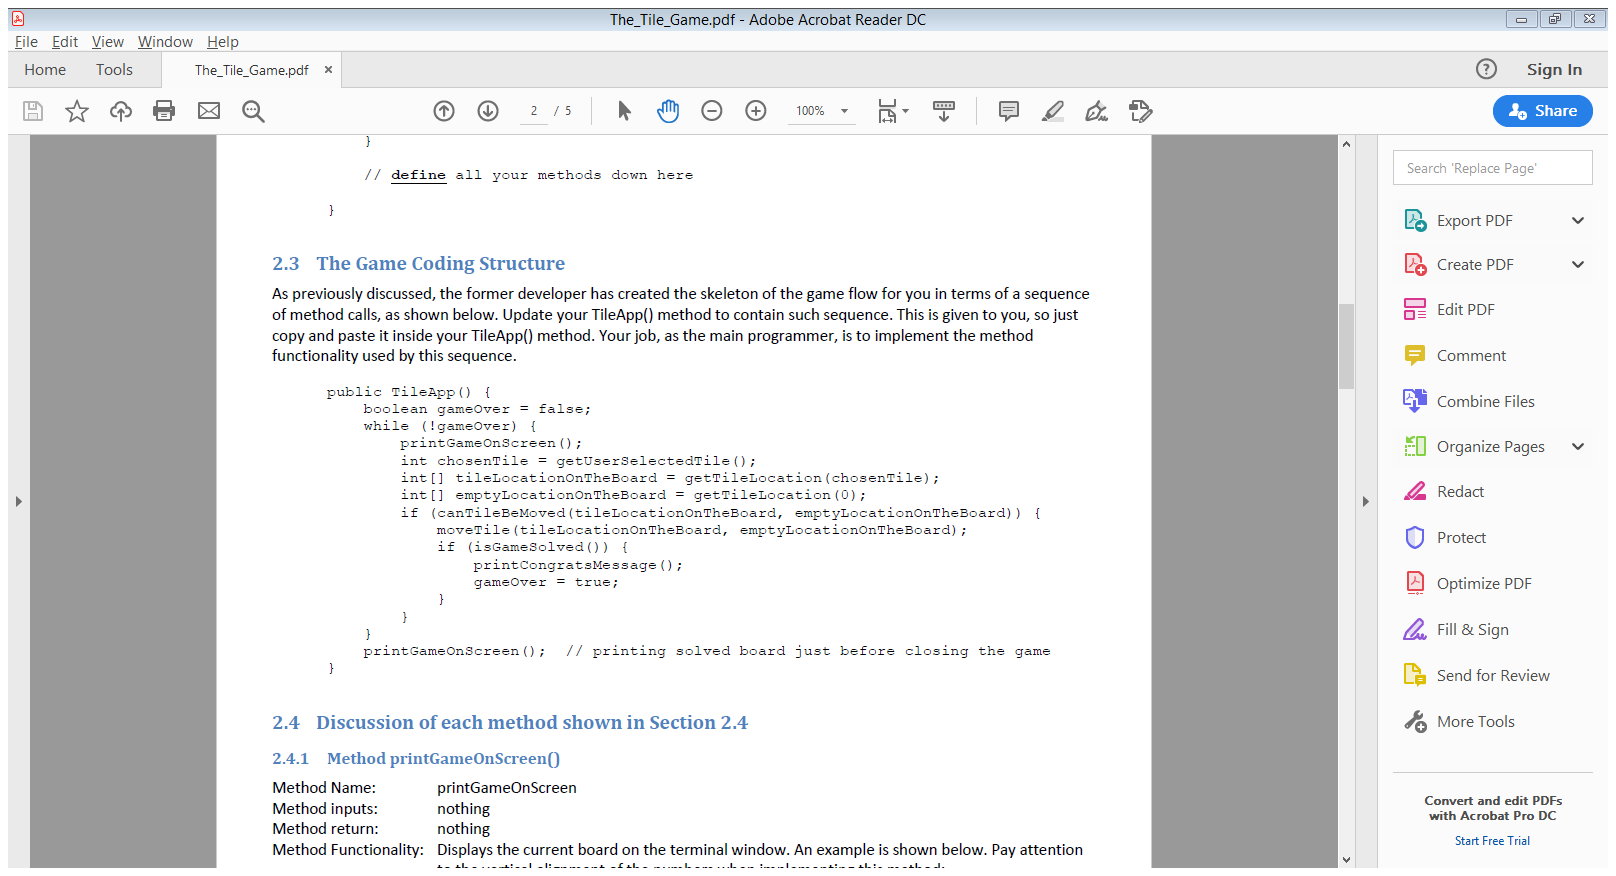 The_Tile_Game.pdf - Adobe Acrobat Reader DC
File Edit View Window Help
Home Tools The_Tile_Game.pdf × Sign In
2 / 5 100% Share
}
// define all your methods down here
}
2.3 The Game Coding Structure
As previously discussed, the former developer has created the skeleton of the game flow for you in terms of a sequence
of method calls, as shown below. Update your TileApp() method to contain such sequence. This is given to you, so just
copy and paste it inside your TileApp() method. Your job, as the main programmer, is to implement the method
functionality used by this sequence.
public TileApp() {
boolean gameOver = false;
while (!gameOver) {
printGameOnScreen();
int chosenTile = getUserSelectedTile();
int[] tileLocationOnTheBoard = getTileLocation(chosenTile);
int[] emptyLocationOnTheBoard = getTileLocation(0);
if (canTileBeMoved(tileLocationOnTheBoard, emptyLocationOnTheBoard)) {
moveTile(tileLocationOnTheBoard, emptyLocationOnTheBoard);
if (isGameSolved()) {
printCongratsMessage();
gameOver = true;
}
}
}
printGameOnScreen(); // printing solved board just before closing the game
}
2.4 Discussion of each method shown in Section 2.4
2.4.1 Method printGameOnScreen()
Method Name: printGameOnScreen
Method inputs: nothing
Method return: nothing
Method Functionality: Displays the current board on the terminal window. An example is shown below. Pay attention
to the vertical alignment of the numbers when implementing this method:
Search 'Replace Page'
Export PDF
Create PDF
Edit PDF
Comment
Combine Files
Organize Pages
Redact
Protect
Optimize PDF
Fill & Sign
Send for Review
More Tools
Convert and edit PDFs
with Acrobat Pro DC
Start Free Trial